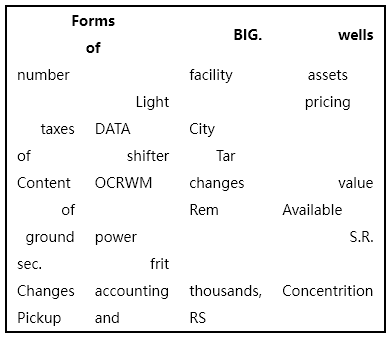 Forms of BIG. wells
number facility assets
Light pricing
taxes DATA City
of shifter Tar
Content OCRWM changes value
of Rem Available
ground power S.R.
sec. frit
Changes accounting thousands, Concentrition
Pickup and RS